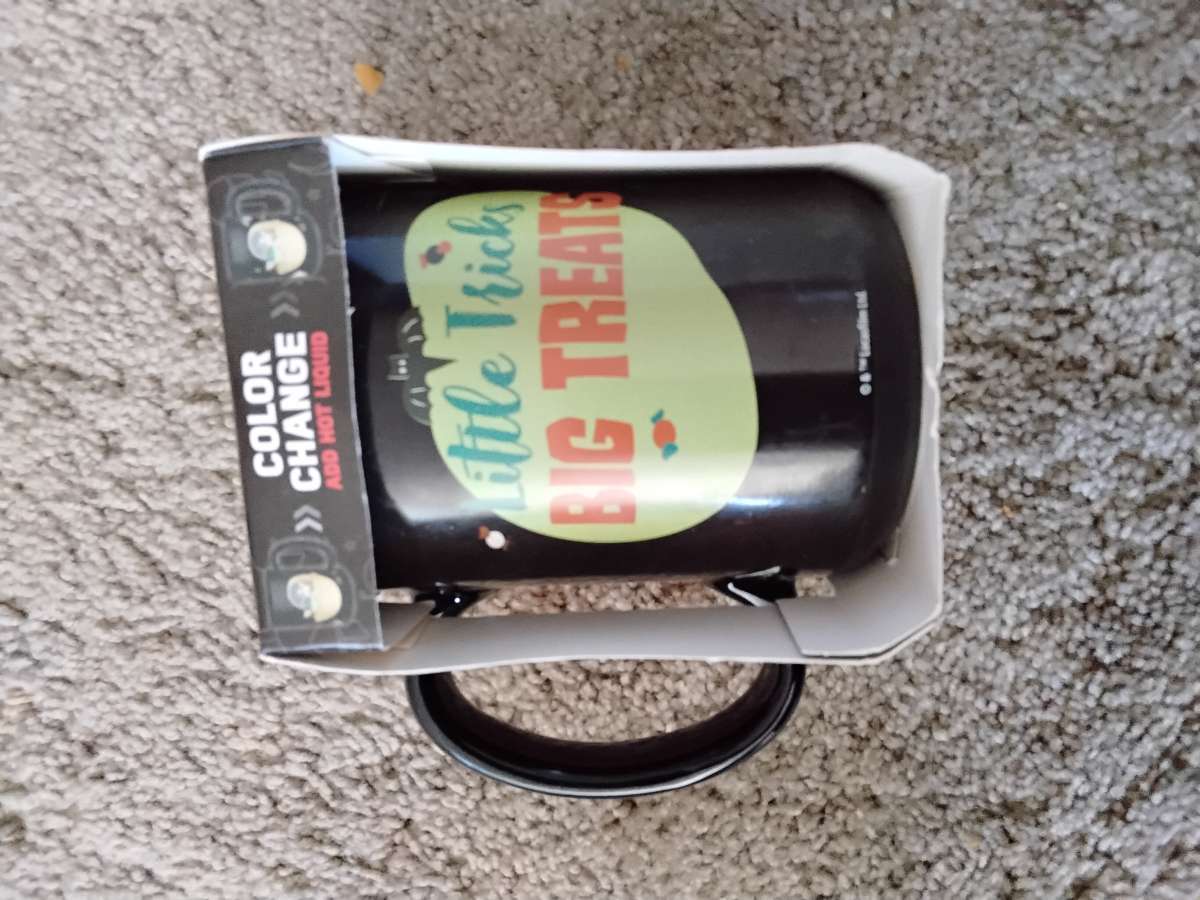 COLOR
CHANGE
ADD HOT LIQUID
Little Tricks
BIG TREATS